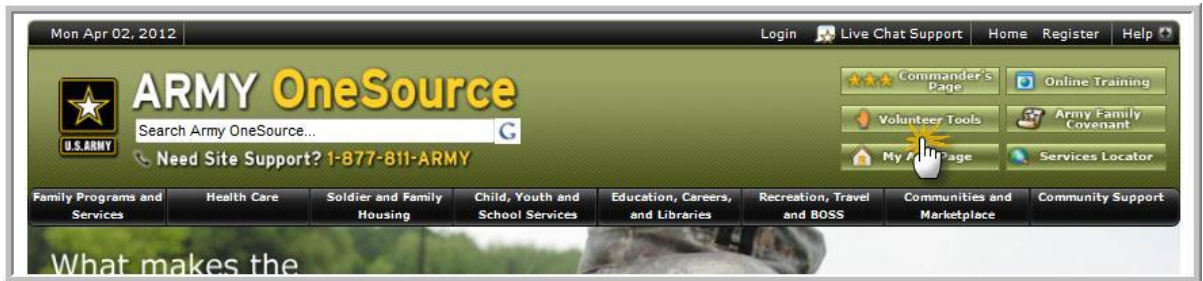 Mon Apr 02, 2012
Login Live Chat Support Home Register Help
ARMY OneSource
Search Army OneSource...
G
U.S.ARMY
Need Site Support? 1-877-811-ARMY
Commander's
Page
Online Training
Volunteer Tools
Army Family
Covenant
My Page
Services Locator
Family Programs and
Services
Health Care
Soldier and Family
Housing
Child, Youth and
School Services
Education, Careers,
and Libraries
Recreation, Travel
and BOSS
Communities and
Marketplace
Community Support
What makes the